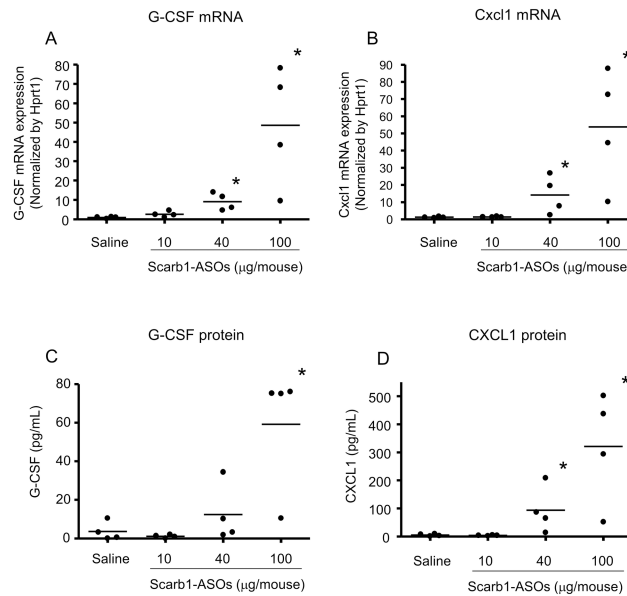 G-CSF mRNA
A
*
*
G-CSF mRNA expression
(Normalized by Hprt1)
80
70
60
50
40
30
20
10
0
Saline 10 40 100
Scarb1-ASOs (µg/mouse)
Cxcl1 mRNA
B
*
*
Cxcl1 mRNA expression
(Normalized by Hprt1)
90
80
70
60
50
40
30
20
10
0
Saline 10 40 100
Scarb1-ASOs (µg/mouse)
G-CSF protein
C
*
G-CSF (pg/mL)
80
60
40
20
0
Saline 10 40 100
Scarb1-ASOs (µg/mouse)
CXCL1 protein
D
*
*
CXCL1 (pg/mL)
500
400
300
200
100
0
Saline 10 40 100
Scarb1-ASOs (µg/mouse)